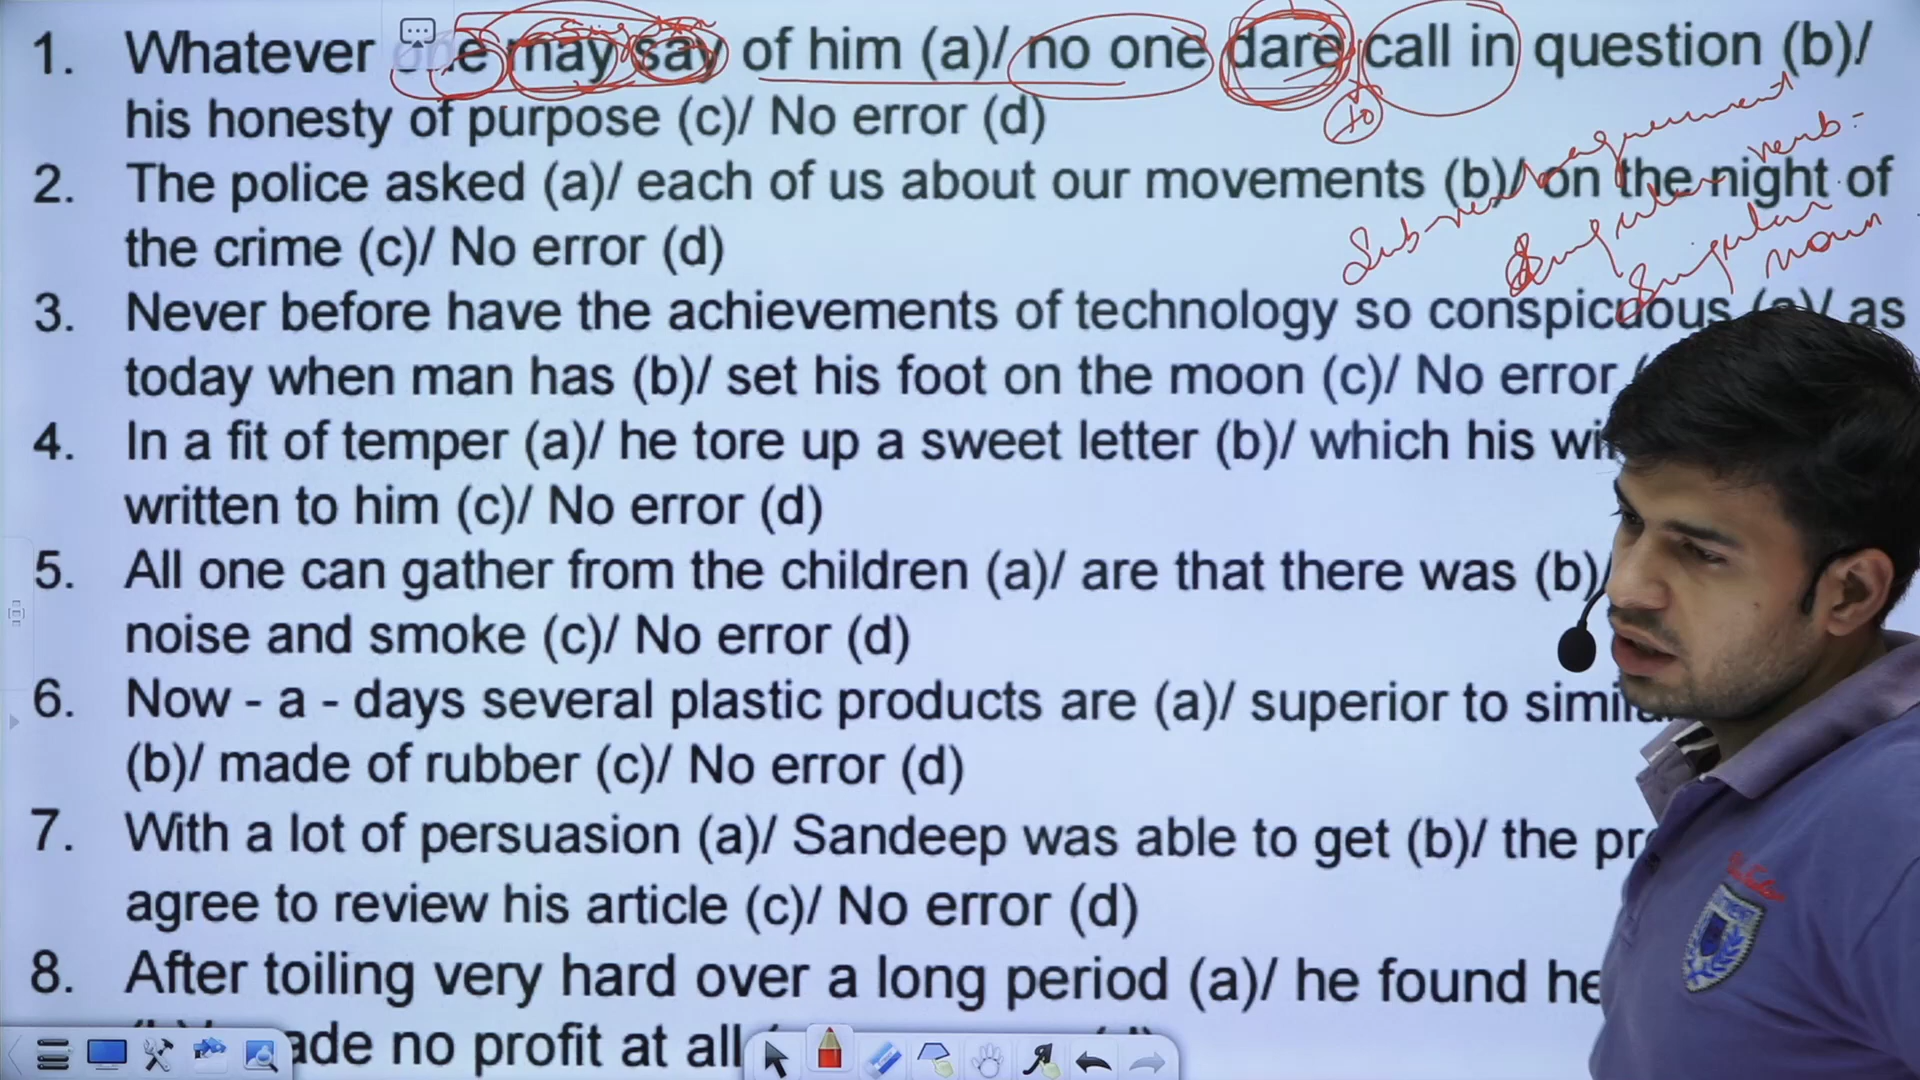 1. Whatever one may say of him (a)/ no one dare call in question (b)/
to
his honesty of purpose (c)/ No error (d)
2. The police asked (a)/ each of us about our movements (b)/ on the night of
the crime (c)/ No error (d)
agreement
verb-
Singular
Singular
noun
3. Never before have the achievements of technology so conspicuous (a)/ as
today when man has (b)/ set his foot on the moon (c)/ No error
4. In a fit of temper (a)/ he tore up a sweet letter (b)/ which his
written to him (c)/ No error (d)
5. All one can gather from the children (a)/ are that there was (b)/
noise and smoke (c)/ No error (d)
6. Now - a - days several plastic products are (a)/ superior to
(b)/ made of rubber (c)/ No error (d)
7. With a lot of persuasion (a)/ Sandeep was able to get (b)/ the
agree to review his article (c)/ No error (d)
8. After toiling very hard over a long period (a)/ he found
no profit at all